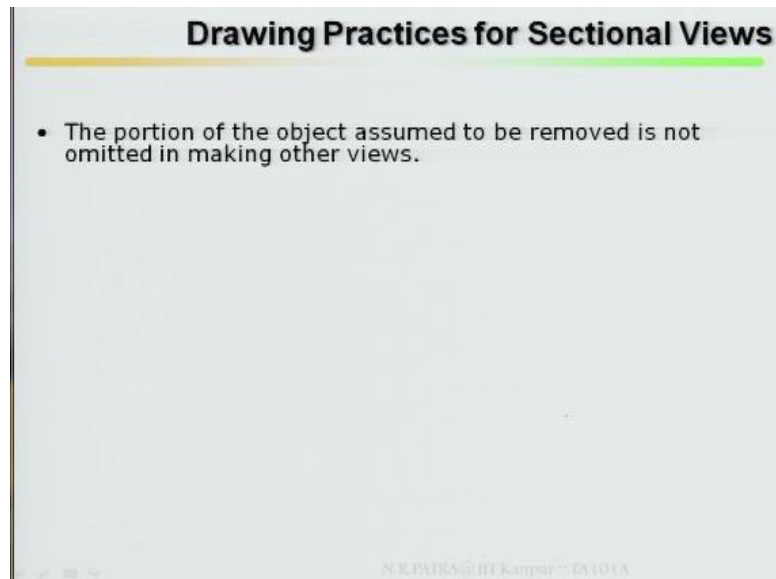 Drawing Practices for Sectional Views
• The portion of the object assumed to be removed is not
omitted in making other views.
N.R.PATRA@IIT Kanpur :: TA101A